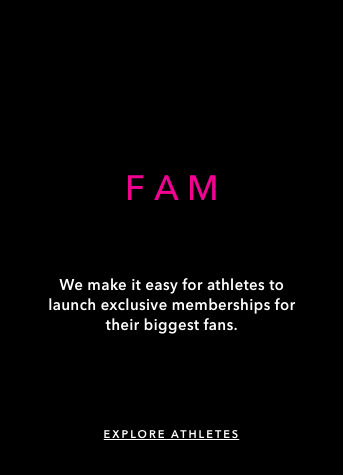 FAM
We make it easy for athletes to
launch exclusive memberships for
their biggest fans.
EXPLORE ATHLETES